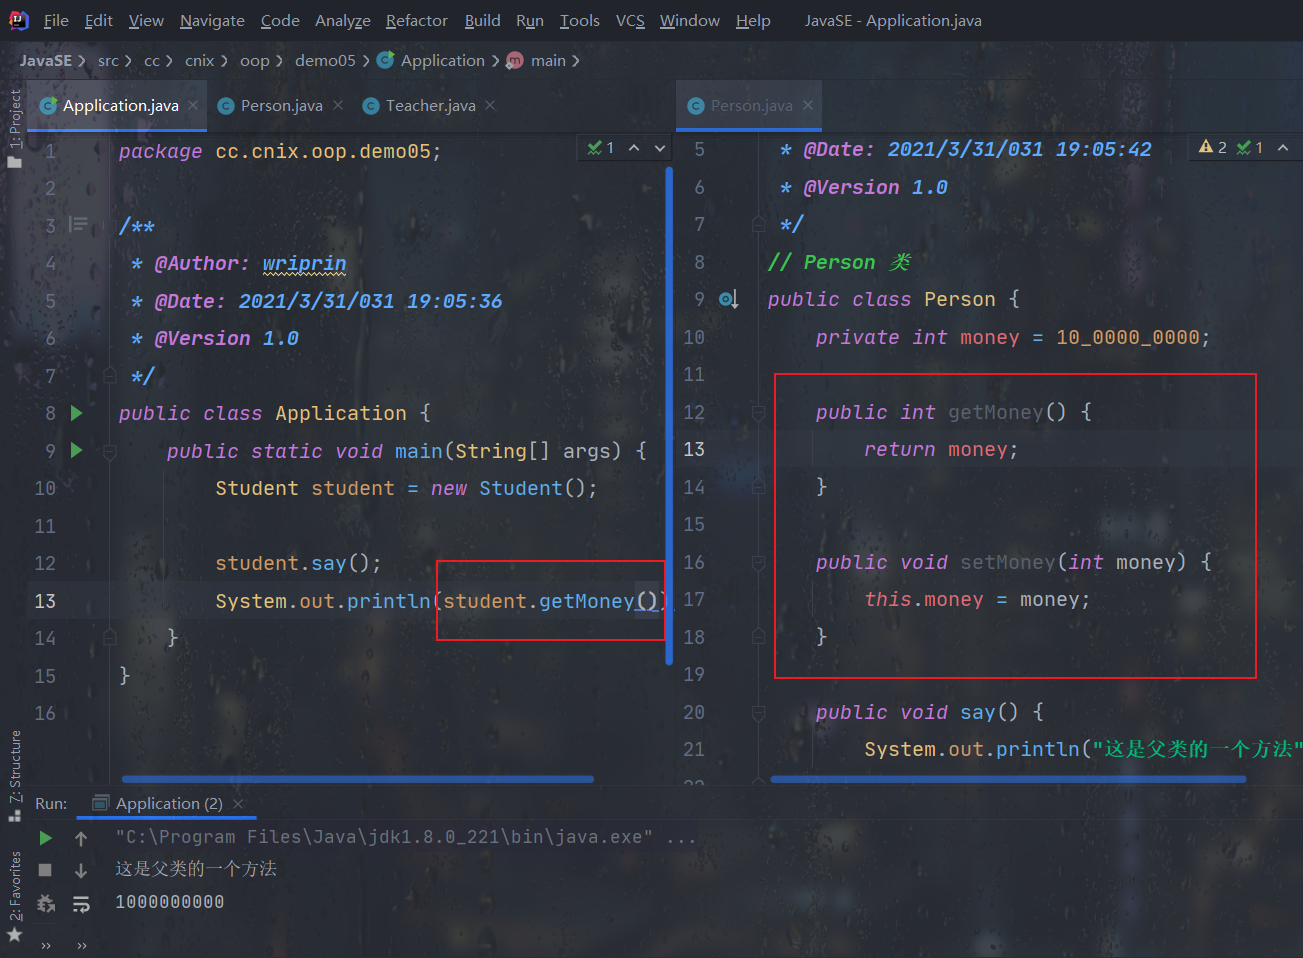 File Edit View Navigate Code Analyze Refactor Build Run Tools VCS Window Help JavaSE - Application.java
JavaSE src cc cnix oop demo05 Application main
1: Project
Application.java Person.java Teacher.java
1 package cc.cnix.oop.demo05;
1
2
3 /**
4 * @Author: wriprin
5 * @Date: 2021/3/31/031 19:05:36
6 * @Version 1.0
7 */
8 public class Application {
9 public static void main(String[] args) {
10 Student student = new Student();
11
12 student.say();
13 System.out.println(student.getMoney())
14 }
15 }
16
Person.java
5 * @Date: 2021/3/31/031 19:05:42
2 1
6 * @Version 1.0
7 */
8 // Person 类
9 public class Person {
10 private int money = 10_0000_0000;
11
12 public int getMoney() {
13 return money;
14 }
15
16 public void setMoney(int money) {
17 this.money = money;
18 }
19
20 public void say() {
21 System.out.println("这是父类的一个方法"
7: Structure
2: Favorites
Run: Application (2)
"C:\Program Files\Java\jdk1.8.0_221\bin\java.exe" ...
这是父类的一个方法
1000000000